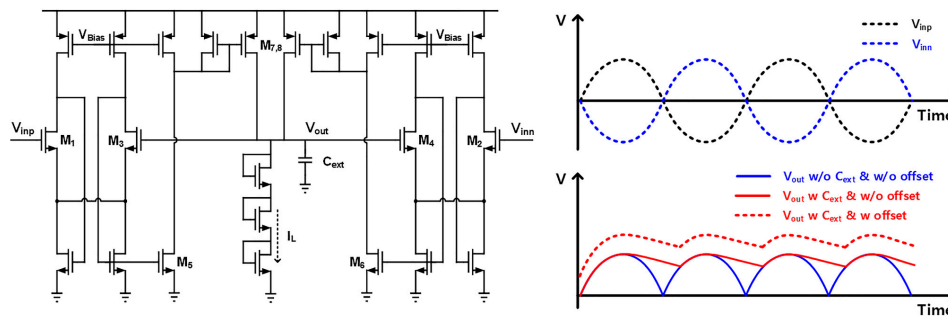 V_Bias
M_7,8
V_Bias
V_inp
M_1
M_3
V_out
C_ext
M_4
M_2
V_inn
I_L
M_5
M_6
V
V_inp
V_inn
Time
V
V_out w/o C_ext & w/o offset
V_out w C_ext & w/o offset
V_out w C_ext & w offset
Time